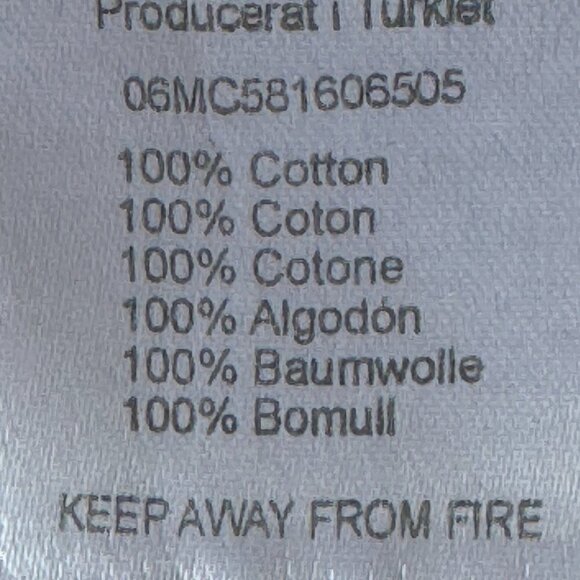 Producerat i Turkiet
06MC581606505
100% Cotton
100% Coton
100% Cotone
100% Algodón
100% Baumwolle
100% Bomull
KEEP AWAY FROM FIRE